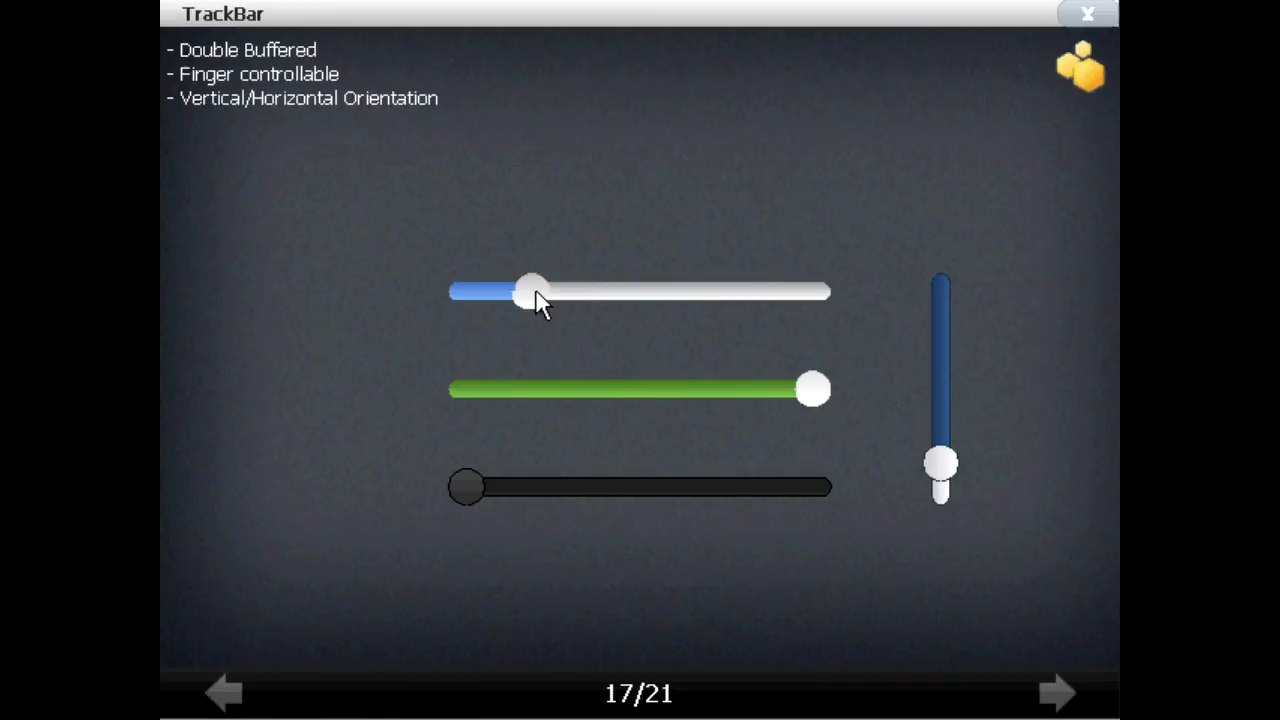 TrackBar
x
- Double Buffered
- Finger controllable
- Vertical/Horizontal Orientation
17/21